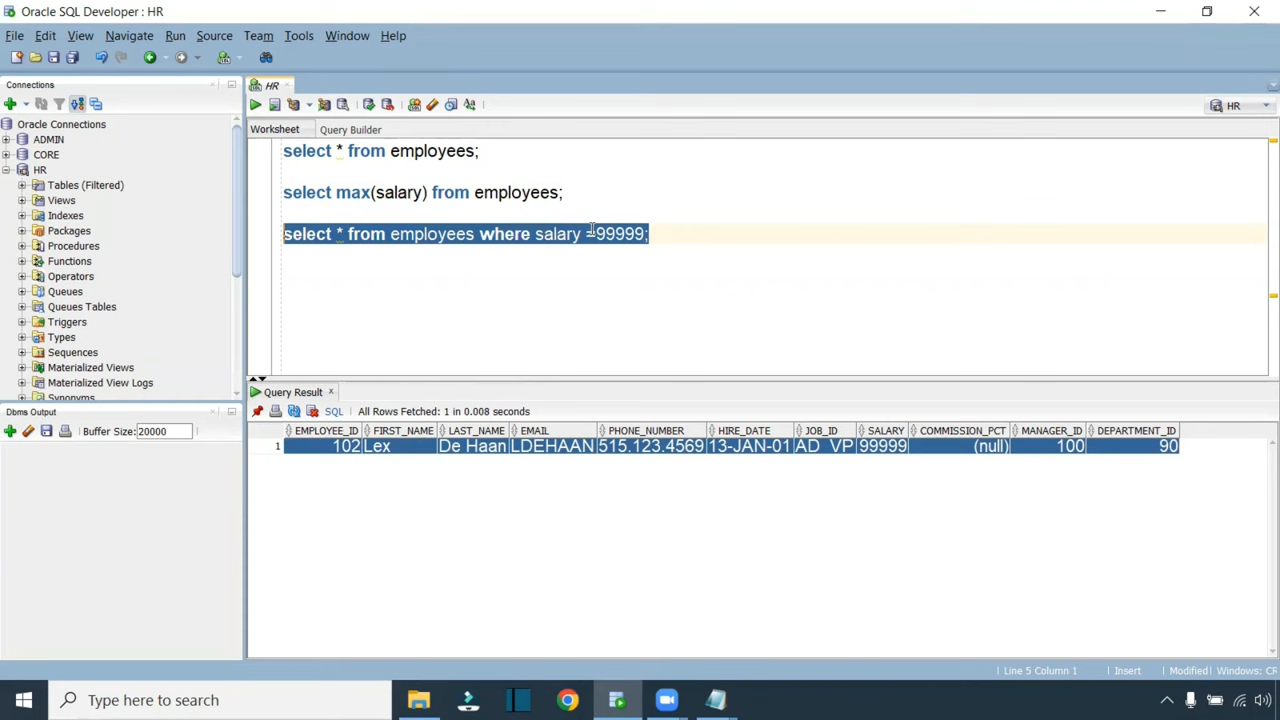 Oracle SQL Developer : HR
File Edit View Navigate Run Source Team Tools Window Help
Connections
Oracle Connections
ADMIN
CORE
HR
Tables (Filtered)
Views
Indexes
Packages
Procedures
Functions
Operators
Queues
Queues Tables
Triggers
Types
Sequences
Materialized Views
Materialized View Logs
Synonyms
Dbms Output
Buffer Size: 20000
HR
HR
Worksheet Query Builder
select * from employees;
select max(salary) from employees;
select * from employees where salary =99999;
Query Result
SQL All Rows Fetched: 1 in 0.008 seconds
EMPLOYEE_ID FIRST_NAME LAST_NAME EMAIL PHONE_NUMBER HIRE_DATE JOB_ID SALARY COMMISSION_PCT MANAGER_ID DEPARTMENT_ID
1 102 Lex De Haan LDEHAAN 515.123.4569 13-JAN-01 AD_VP 99999 (null) 100 90
Line 5 Column 1 Insert Modified Windows: CR
Type here to search